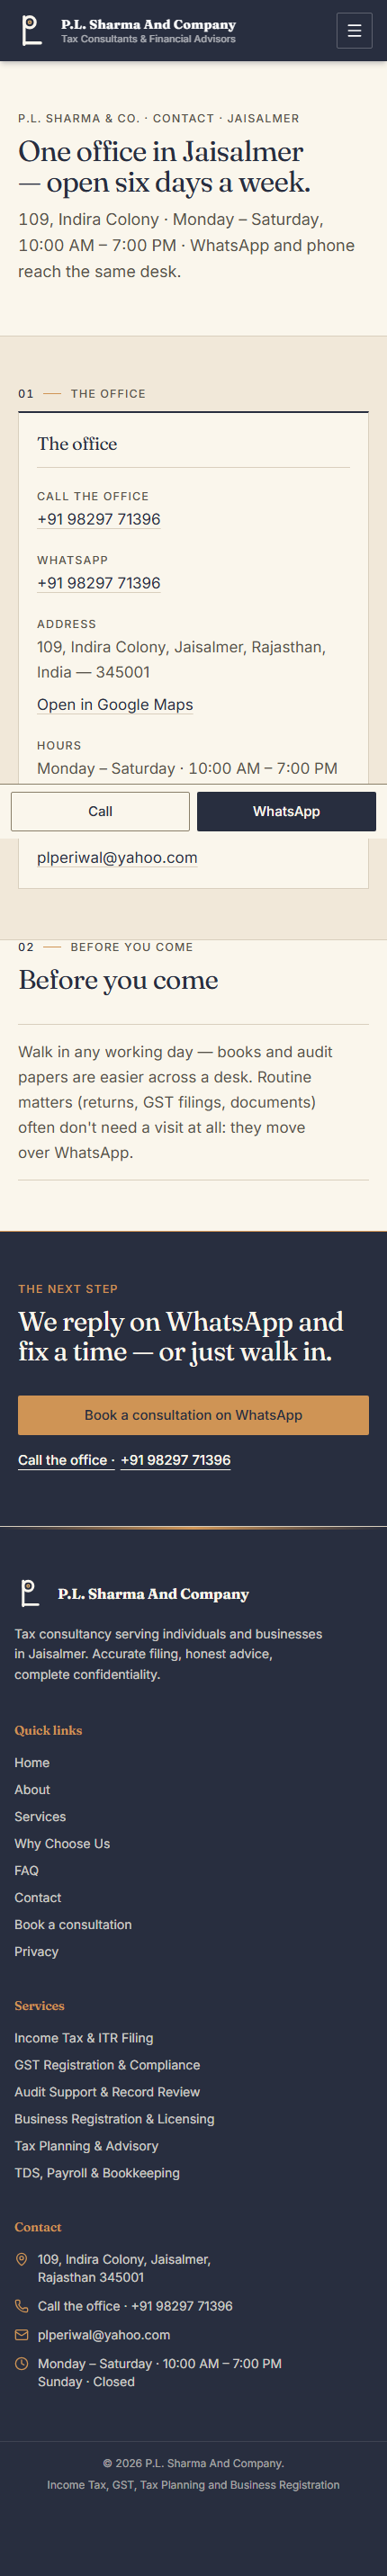 P.L. Sharma And Company
Tax Consultants & Financial Advisors
P.L. SHARMA & CO. · CONTACT · JAISALMER
One office in Jaisalmer
— open six days a week.
109, Indira Colony · Monday – Saturday,
10:00 AM – 7:00 PM · WhatsApp and phone
reach the same desk.
01 — THE OFFICE
The office
CALL THE OFFICE
+91 98297 71396
WHATSAPP
+91 98297 71396
ADDRESS
109, Indira Colony, Jaisalmer, Rajasthan,
India — 345001
Open in Google Maps
HOURS
Monday – Saturday · 10:00 AM – 7:00 PM
Call
WhatsApp
plperiwal@yahoo.com
02 — BEFORE YOU COME
Before you come
Walk in any working day — books and audit
papers are easier across a desk. Routine
matters (returns, GST filings, documents)
often don't need a visit at all: they move
over WhatsApp.
THE NEXT STEP
We reply on WhatsApp and
fix a time — or just walk in.
Book a consultation on WhatsApp
Call the office · +91 98297 71396
P.L. Sharma And Company
Tax consultancy serving individuals and businesses
in Jaisalmer. Accurate filing, honest advice,
complete confidentiality.
Quick links
Home
About
Services
Why Choose Us
FAQ
Contact
Book a consultation
Privacy
Services
Income Tax & ITR Filing
GST Registration & Compliance
Audit Support & Record Review
Business Registration & Licensing
Tax Planning & Advisory
TDS, Payroll & Bookkeeping
Contact
109, Indira Colony, Jaisalmer,
Rajasthan 345001
Call the office · +91 98297 71396
plperiwal@yahoo.com
Monday – Saturday · 10:00 AM – 7:00 PM
Sunday · Closed
© 2026 P.L. Sharma And Company.
Income Tax, GST, Tax Planning and Business Registration